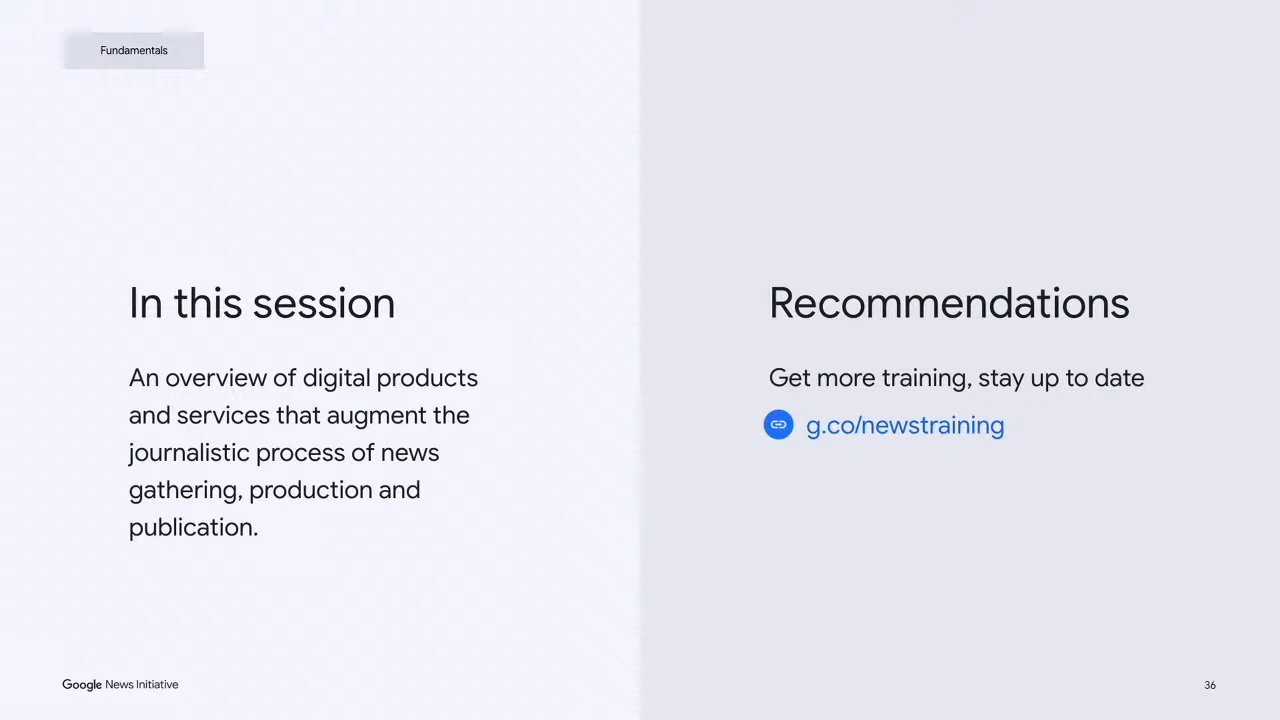 Fundamentals
In this session
An overview of digital products
and services that augment the
journalistic process of news
gathering, production and
publication.
Recommendations
Get more training, stay up to date
g.co/newstraining
Google News Initiative
36